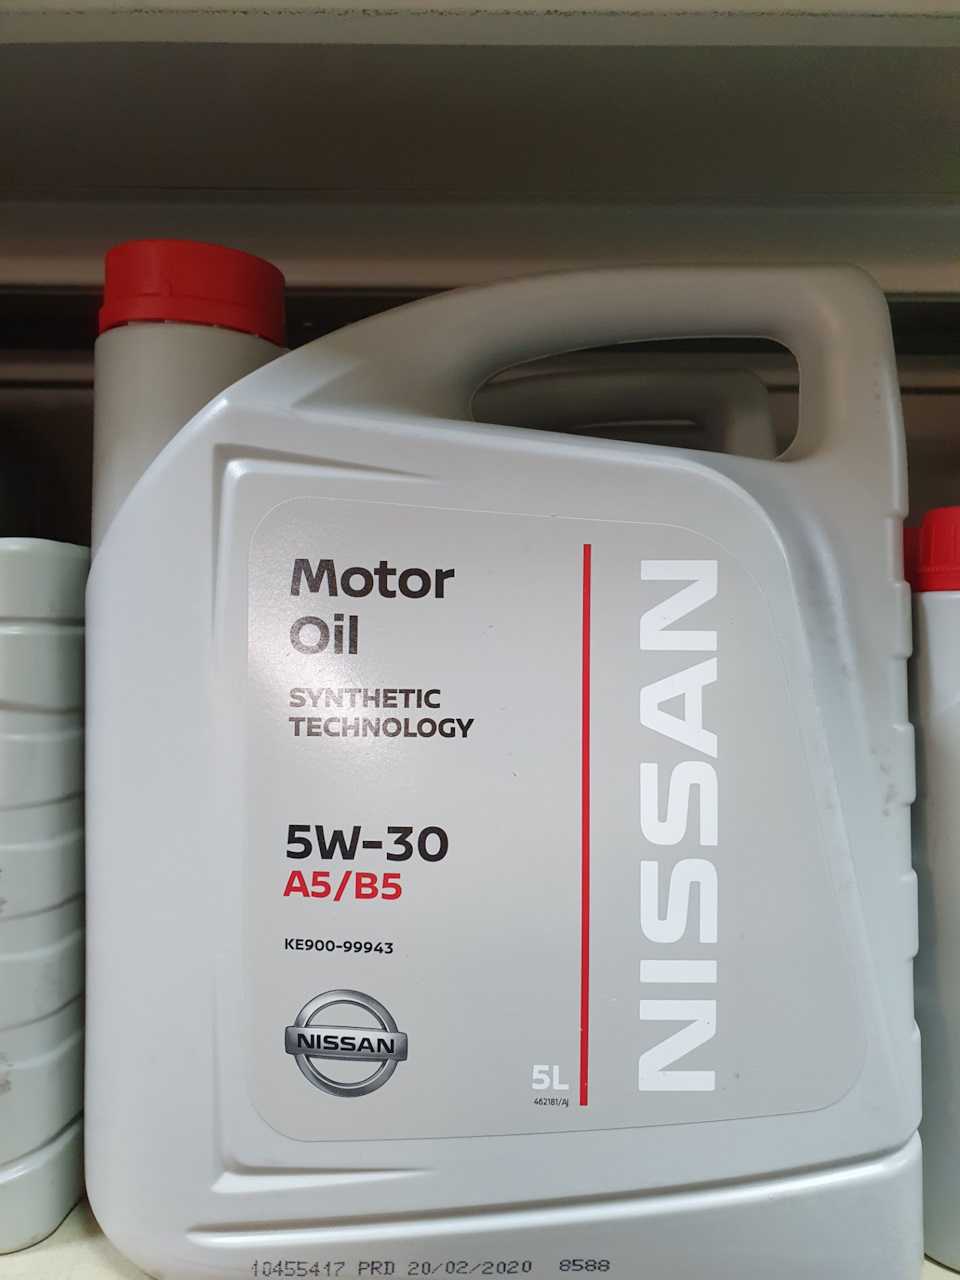 Motor
Oil
SYNTHETIC
TECHNOLOGY
5W-30
A5/B5
KE900-99943
NISSAN
5L
462181/AJ
NISSAN
10455417 PRD 20/02/2020 8588